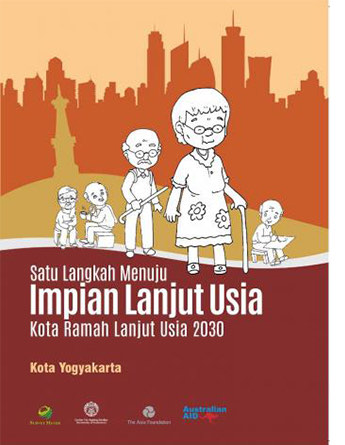 Satu Langkah Menuju
Impian Lanjut Usia
Kota Ramah Lanjut Usia 2030
Kota Yogyakarta
The Asia Foundation
Australian
AID